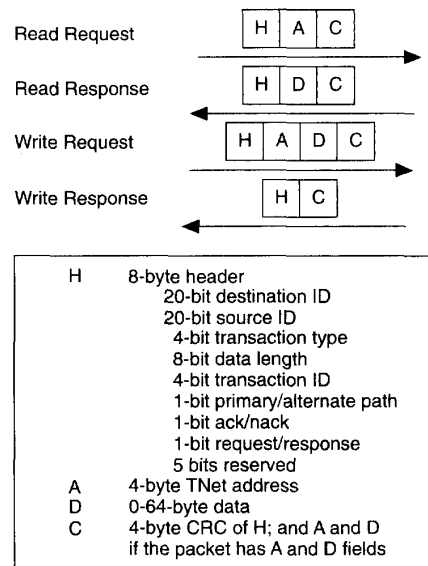 Read Request H A C
Read Response H D C
Write Request H A D C
Write Response H C
H 8-byte header
20-bit destination ID
20-bit source ID
4-bit transaction type
8-bit data length
4-bit transaction ID
1-bit primary/alternate path
1-bit ack/nack
1-bit request/response
5 bits reserved
A 4-byte TNet address
D 0-64-byte data
C 4-byte CRC of H; and A and D
if the packet has A and D fields